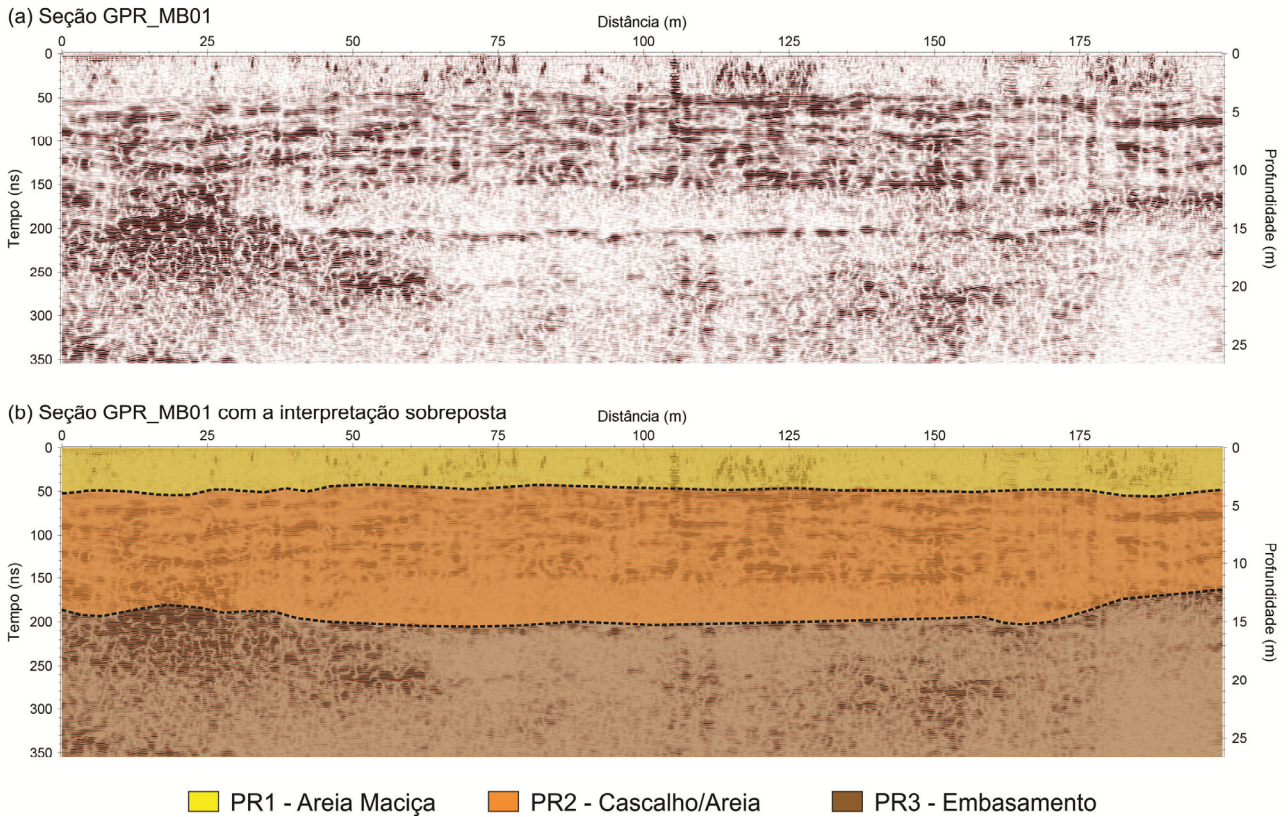 (a) Seção GPR_MB01
Distância (m)
0 25 50 75 100 125 150 175
Tempo (ns)
0
50
100
150
200
250
300
350
Profundidade (m)
0
5
10
15
20
25
(b) Seção GPR_MB01 com a interpretação sobreposta
Distância (m)
0 25 50 75 100 125 150 175
Tempo (ns)
0
50
100
150
200
250
300
350
Profundidade (m)
0
5
10
15
20
25
PR1 - Areia Maciça PR2 - Cascalho/Areia PR3 - Embasamento